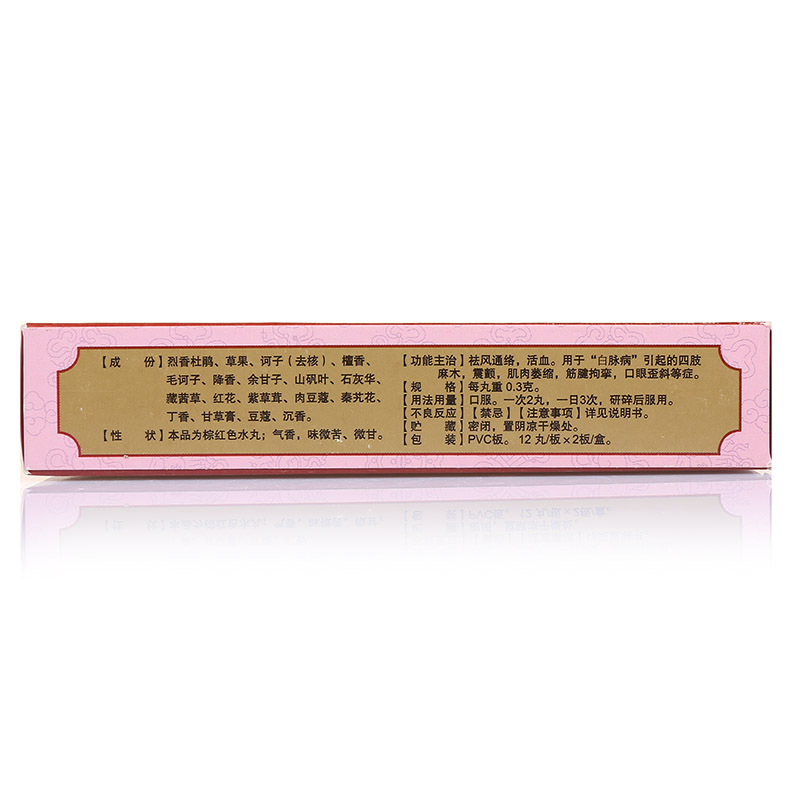 【成 份】烈香杜鹃、草果、诃子（去核）、檀香、
毛诃子、降香、余甘子、山矾叶、石灰华、
藏茜草、红花、紫草茸、肉豆蔻、秦艽花、
丁香、甘草膏、豆蔻、沉香。
【性 状】本品为棕红色水丸；气香，味微苦、微甘。
【功能主治】祛风通络，活血。用于“白脉病”引起的四肢
麻木，震颤，肌肉萎缩，筋腱拘挛，口眼歪斜等症。
【规 格】每丸重 0.3克。
【用法用量】口服。一次2丸，一日3次，研碎后服用。
【不良反应】【禁忌】【注意事项】详见说明书。
【贮 藏】密闭，置阴凉干燥处。
【包 装】PVC板。12 丸/板×2板/盒。